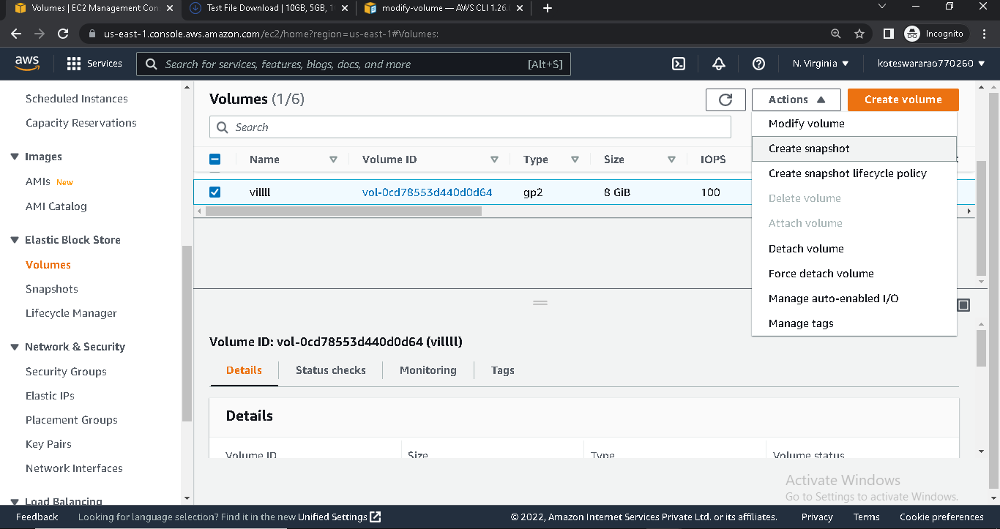 Volumes | EC2 Management Con
Test File Download | 10GB, 5GB, 1
modify-volume — AWS CLI 1.26.
us-east-1.console.aws.amazon.com/ec2/home?region=us-east-1#Volumes:
Incognito
aws
Services
Search for services, features, blogs, docs, and more
[Alt+S]
N. Virginia
koteswararao770260
Scheduled Instances
Capacity Reservations
Images
AMIs New
AMI Catalog
Elastic Block Store
Volumes
Snapshots
Lifecycle Manager
Network & Security
Security Groups
Elastic IPs
Placement Groups
Key Pairs
Network Interfaces
Load Balancing
Volumes (1/6)
Actions
Create volume
Search
Name Volume ID Type Size IOPS
villll vol-0cd78553d440d0d64 gp2 8 GiB 100
Modify volume
Create snapshot
Create snapshot lifecycle policy
Delete volume
Attach volume
Detach volume
Force detach volume
Manage auto-enabled I/O
Manage tags
Volume ID: vol-0cd78553d440d0d64 (villll)
Details Status checks Monitoring Tags
Details
Volume ID Size Type Volume status
Activate Windows
Go to Settings to activate Windows.
Feedback
Looking for language selection? Find it in the new Unified Settings
© 2022, Amazon Internet Services Private Ltd. or its affiliates.
Privacy Terms Cookie preferences